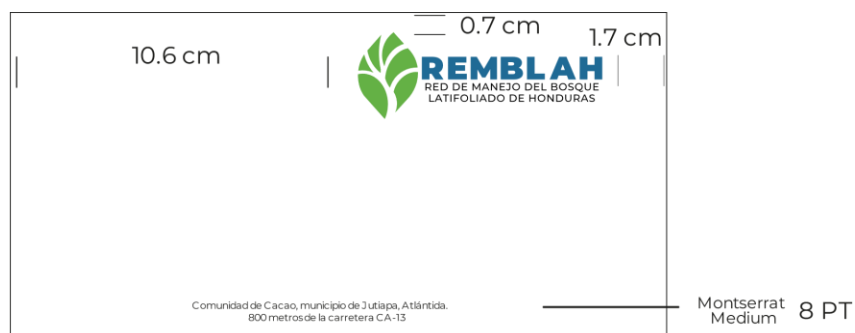 0.7 cm
1.7 cm
10.6 cm
REMBLAH
RED DE MANEJO DEL BOSQUE
LATIFOLIADO DE HONDURAS
Comunidad de Cacao, municipio de Jutiapa, Atlántida.
800 metros de la carretera CA-13
Montserrat
Medium
8 PT